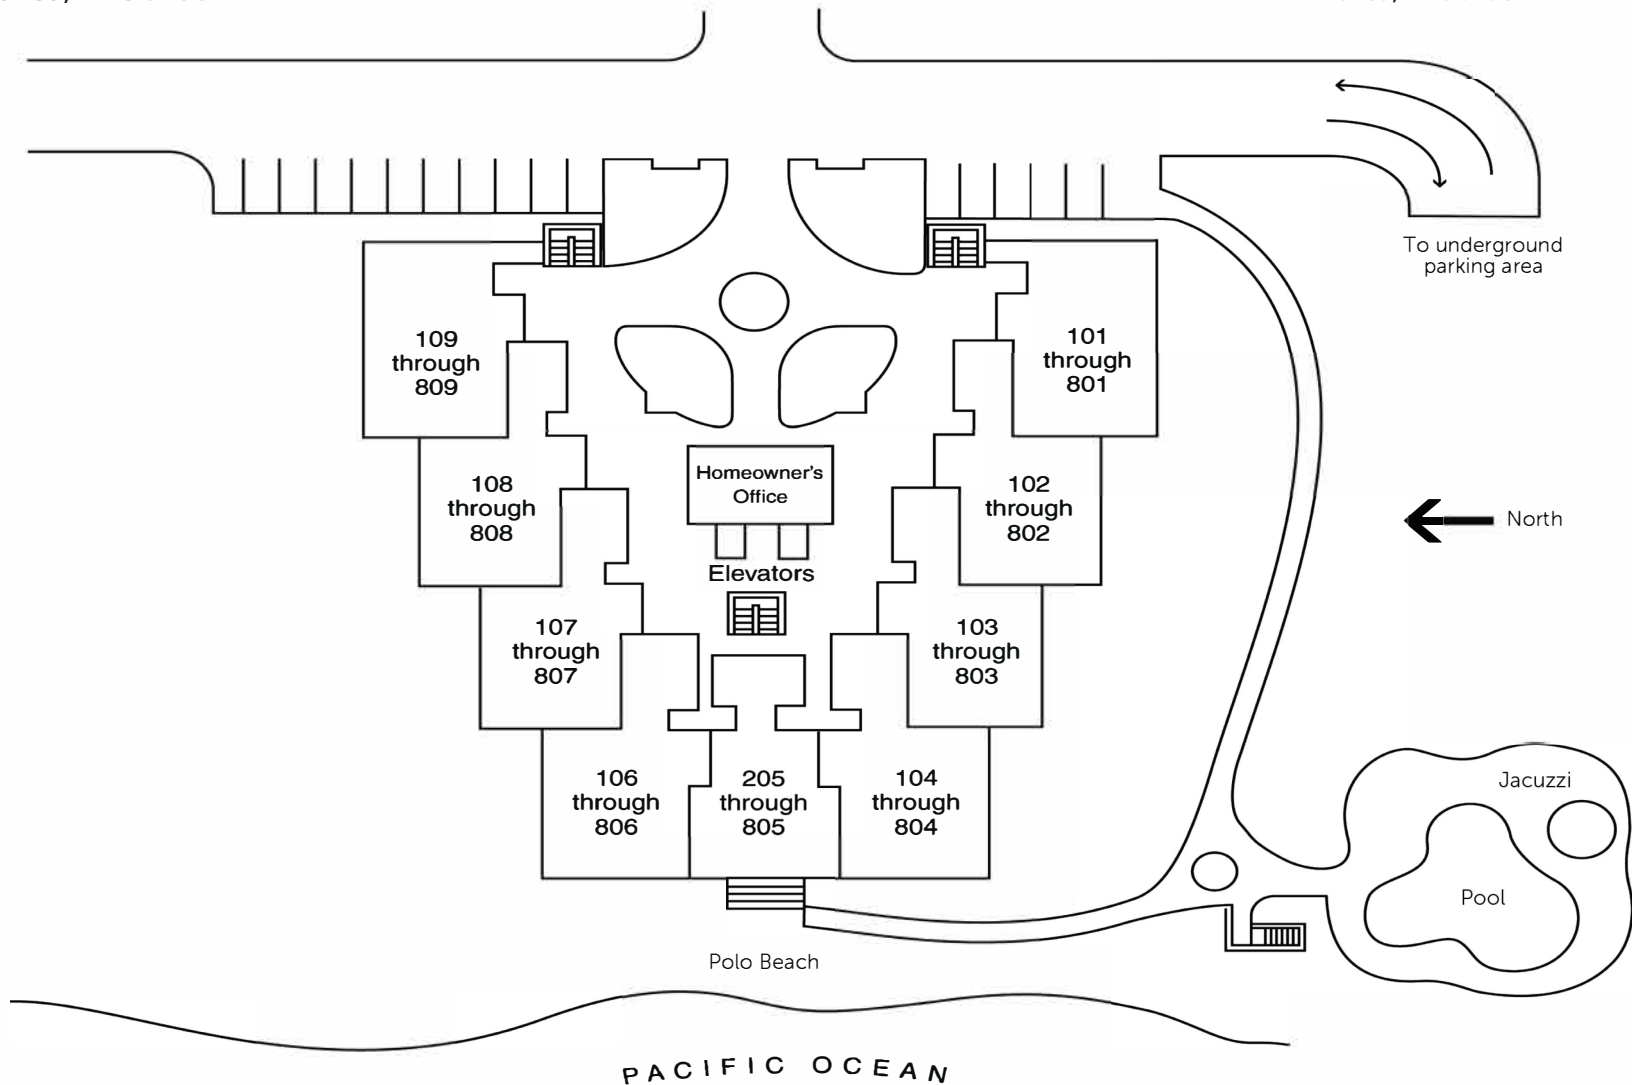 To underground
parking area
109
through
809
101
through
801
Homeowner's
Office
108
through
808
102
through
802
North
Elevators
107
through
807
103
through
803
106
through
806
205
through
805
104
through
804
Jacuzzi
Pool
Polo Beach
PACIFIC OCEAN